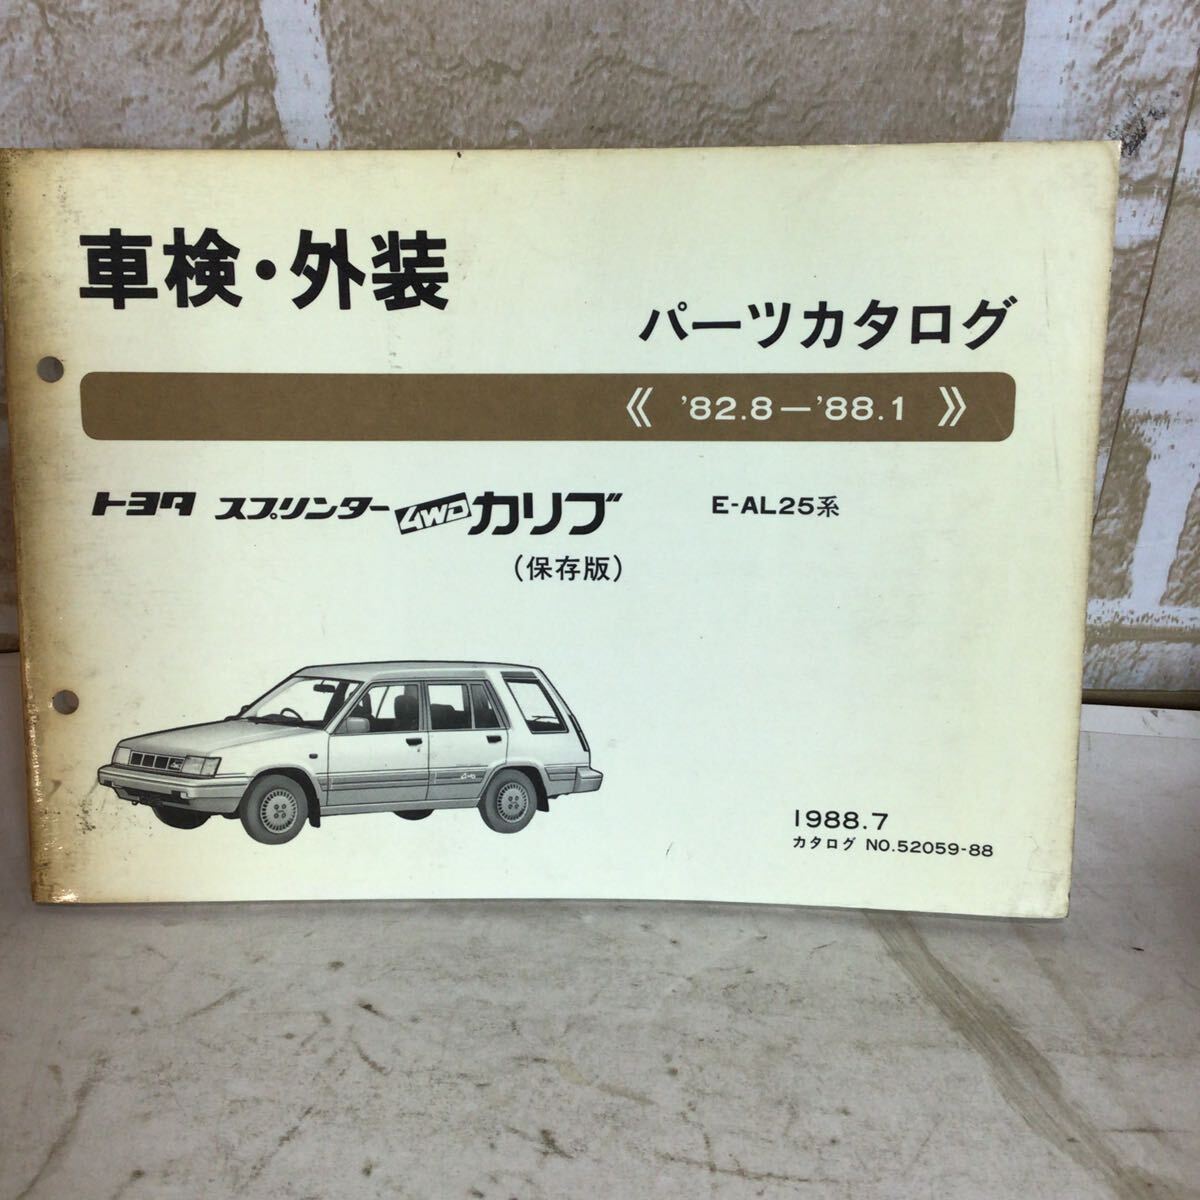 車検・外装
パーツカタログ
《 '82.8—'88.1 》
トヨタ スプリンター 4WD カリブ E-AL25系
(保存版)
1988.7
カタログ NO.52059-88